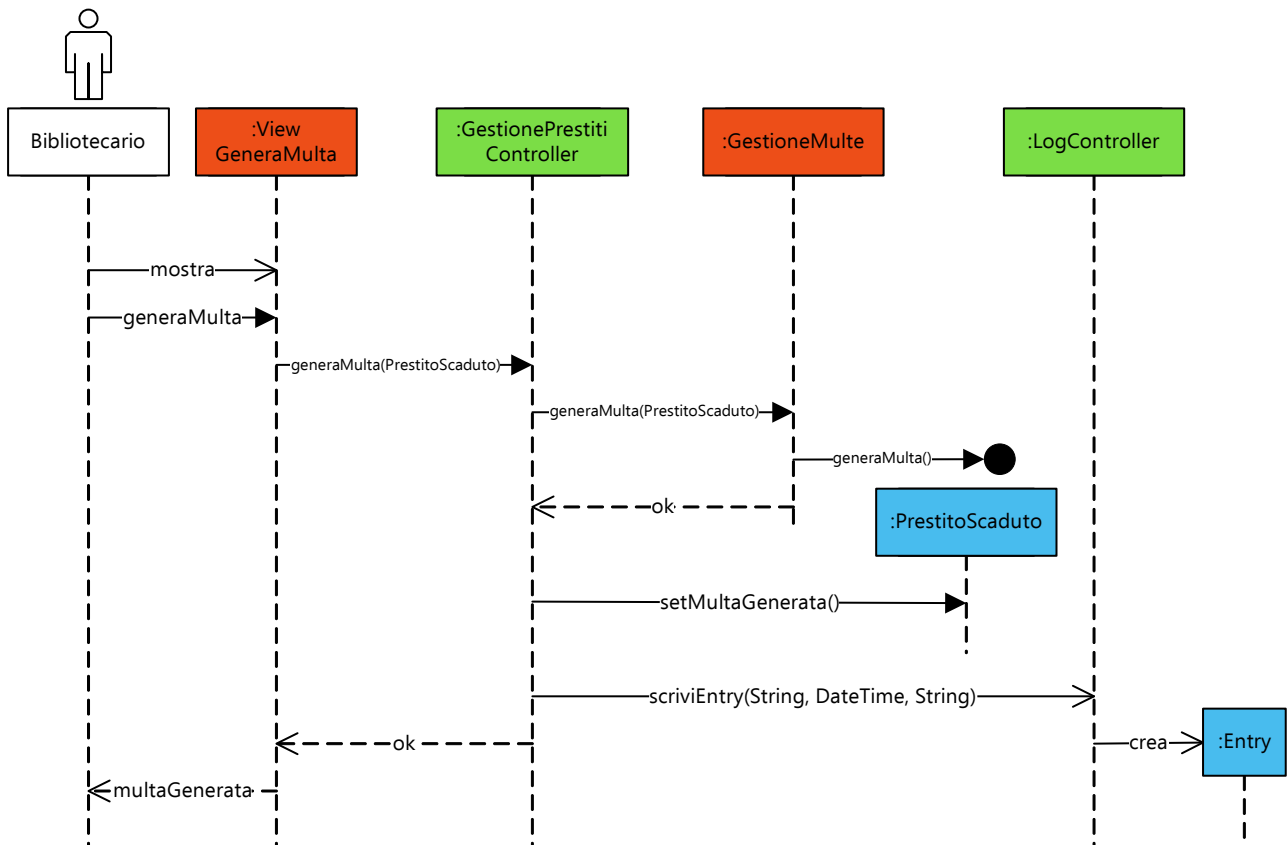 Bibliotecario
:View
GeneraMulta
:GestionePrestiti
Controller
:GestioneMulte
:LogController
mostra
generaMulta
generaMulta(PrestitoScaduto)
generaMulta(PrestitoScaduto)
generaMulta()
ok
:PrestitoScaduto
setMultaGenerata()
scriviEntry(String, DateTime, String)
ok
crea
:Entry
multaGenerata